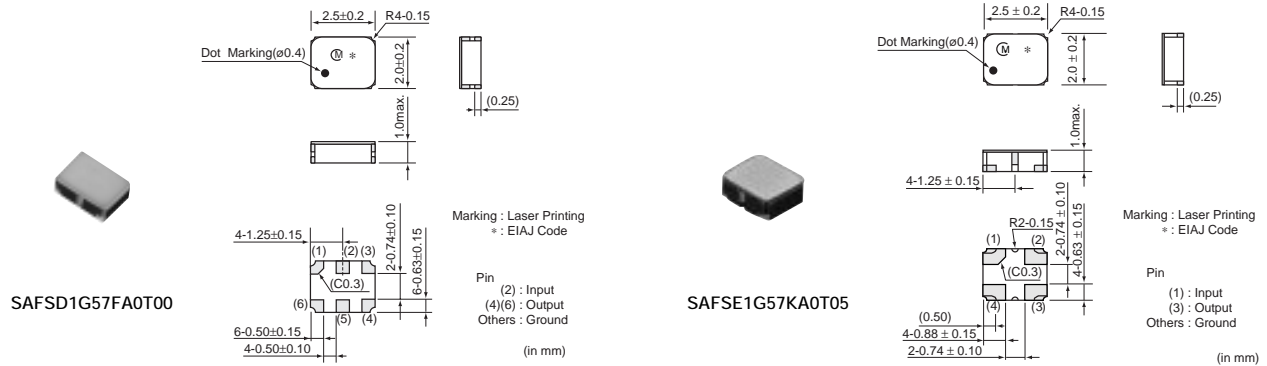 2.5±0.2
R4-0.15
Dot Marking(ø0.4)
M *
2.0±0.2
(0.25)
1.0max.
4-1.25±0.15
(1) (2) (3)
(C0.3)
2-0.74±0.10
6-0.63±0.15
(6) (5) (4)
6-0.50±0.15
4-0.50±0.10
SAFSD1G57FA0T00
Marking : Laser Printing
* : EIAJ Code
Pin
(2) : Input
(4)(6) : Output
Others : Ground
(in mm)
2.5 ± 0.2
R4-0.15
Dot Marking(ø0.4)
M *
2.0 ± 0.2
(0.25)
1.0max.
4-1.25 ± 0.15
R2-0.15
(1) (2)
(C0.3)
2-0.74 ± 0.10
4-0.63 ± 0.15
(4) (3)
(0.50)
4-0.88 ± 0.15
2-0.74 ± 0.10
SAFSE1G57KA0T05
Marking : Laser Printing
* : EIAJ Code
Pin
(1) : Input
(3) : Output
Others : Ground
(in mm)